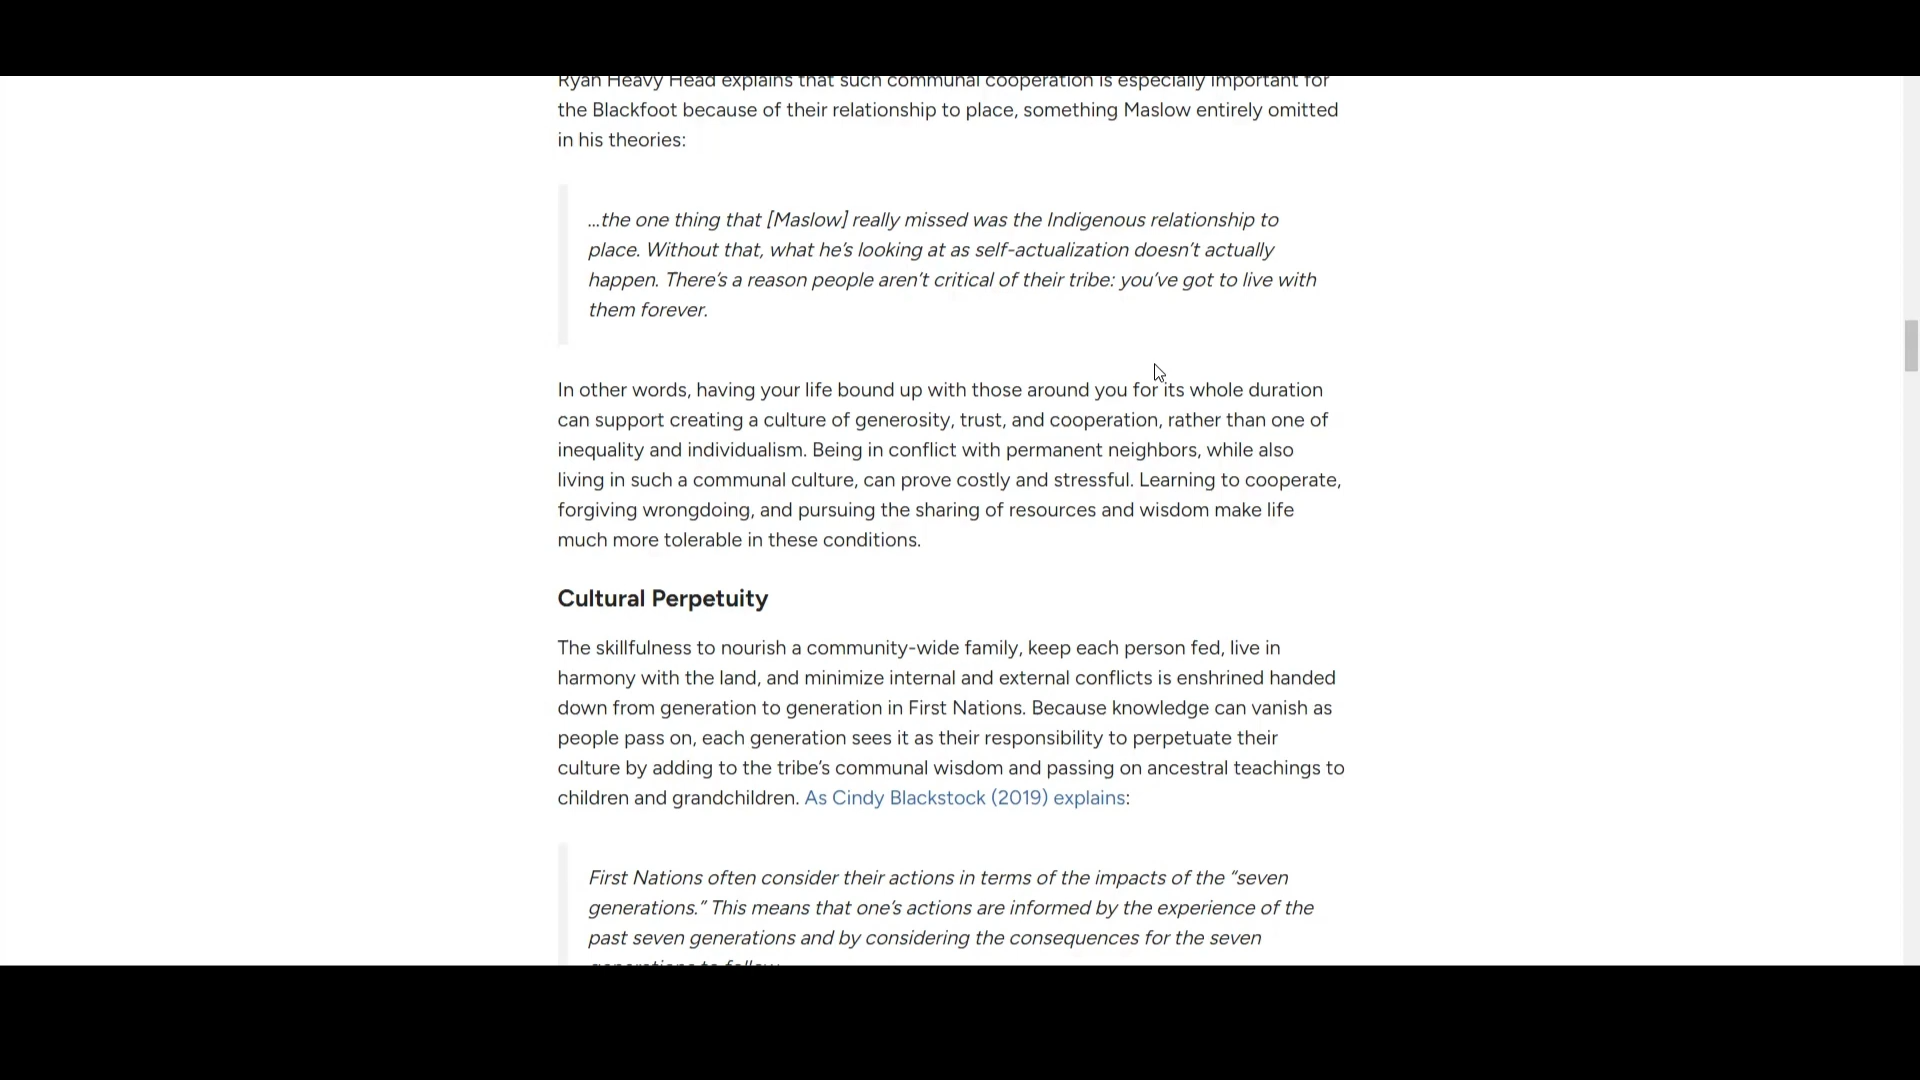 Ryan Heavy Head explains that such communal cooperation is especially important for
the Blackfoot because of their relationship to place, something Maslow entirely omitted
in his theories:
...the one thing that [Maslow] really missed was the Indigenous relationship to
place. Without that, what he's looking at as self-actualization doesn't actually
happen. There's a reason people aren't critical of their tribe: you've got to live with
them forever.
In other words, having your life bound up with those around you for its whole duration
can support creating a culture of generosity, trust, and cooperation, rather than one of
inequality and individualism. Being in conflict with permanent neighbors, while also
living in such a communal culture, can prove costly and stressful. Learning to cooperate,
forgiving wrongdoing, and pursuing the sharing of resources and wisdom make life
much more tolerable in these conditions.
Cultural Perpetuity
The skillfulness to nourish a community-wide family, keep each person fed, live in
harmony with the land, and minimize internal and external conflicts is enshrined handed
down from generation to generation in First Nations. Because knowledge can vanish as
people pass on, each generation sees it as their responsibility to perpetuate their
culture by adding to the tribe's communal wisdom and passing on ancestral teachings to
children and grandchildren. As Cindy Blackstock (2019) explains:
First Nations often consider their actions in terms of the impacts of the “seven
generations.” This means that one's actions are informed by the experience of the
past seven generations and by considering the consequences for the seven
generations to follow